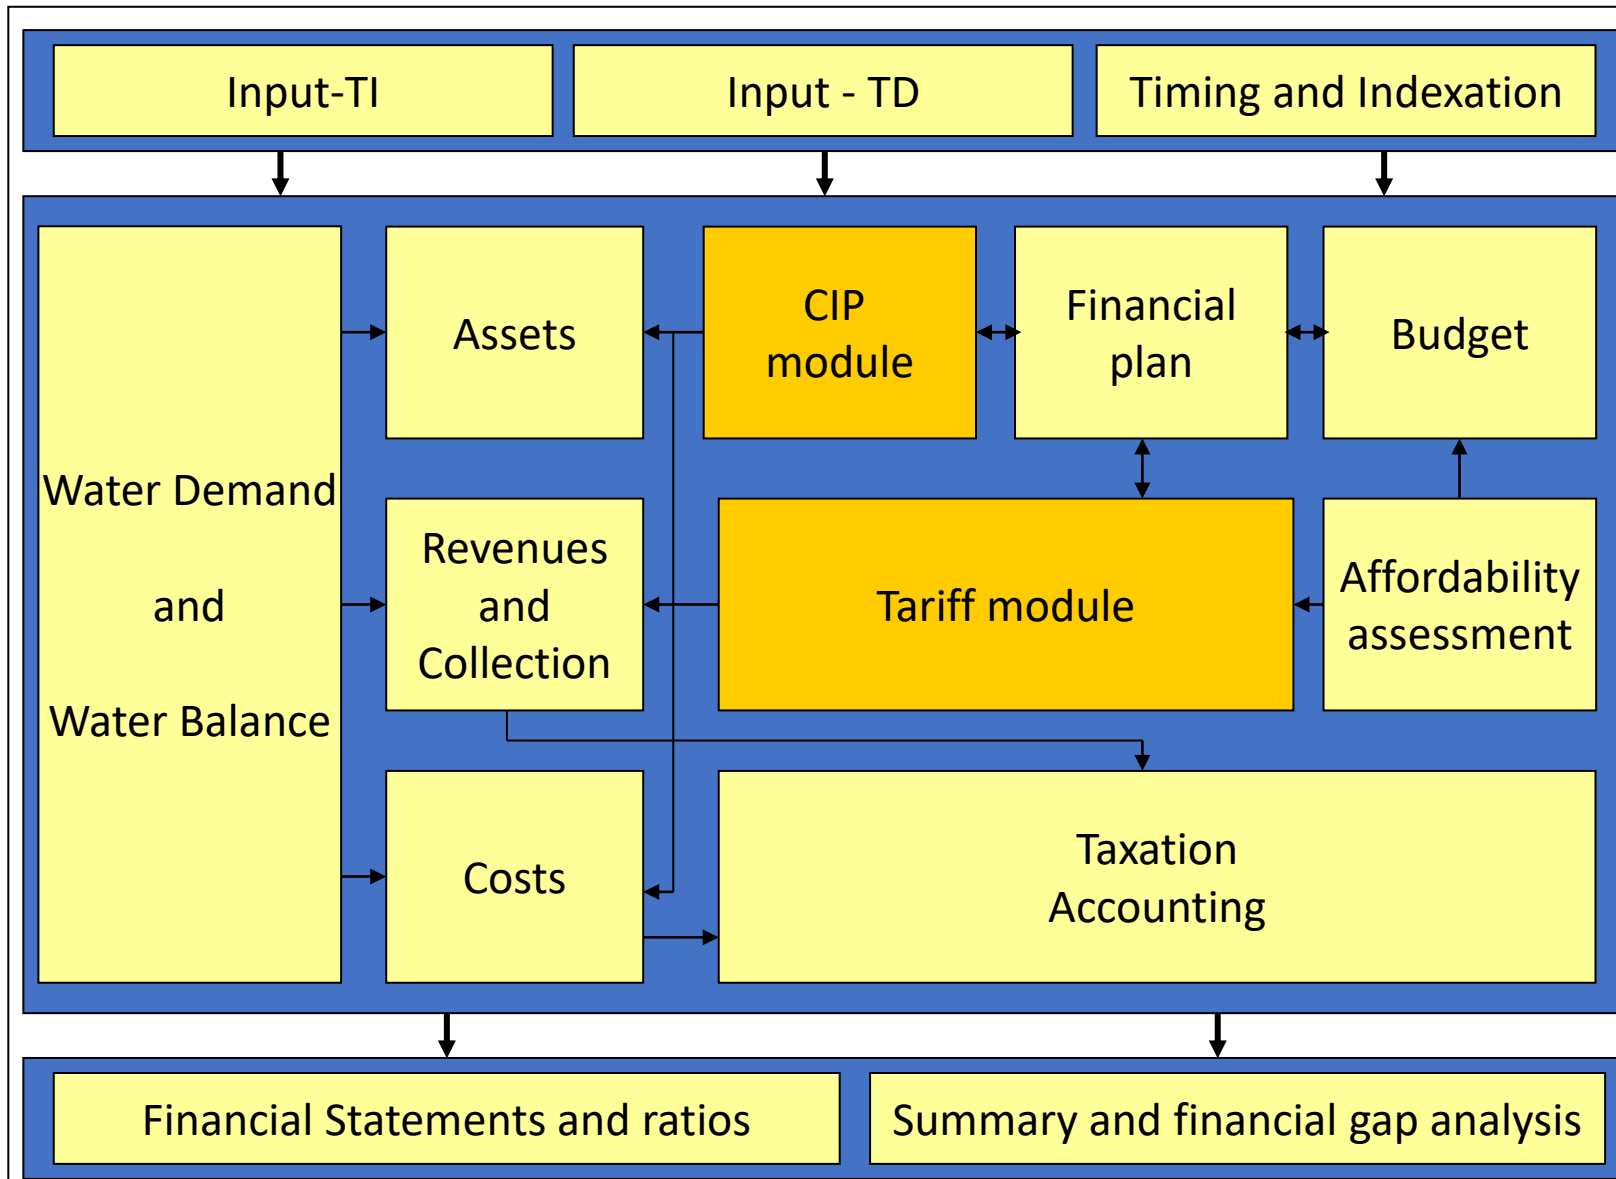 Input-TI
Input - TD
Timing and Indexation
Water Demand
and
Water Balance
Assets
CIP
module
Financial
plan
Budget
Revenues
and
Collection
Tariff module
Affordability
assessment
Costs
Taxation
Accounting
Financial Statements and ratios
Summary and financial gap analysis